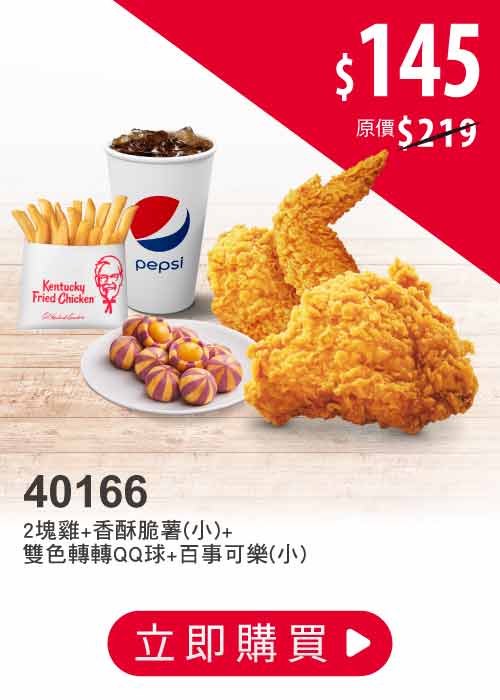 $145
原價$219
pepsi
Kentucky
Fried Chicken
40166
2塊雞+香酥脆薯(小)+
雙色轉轉QQ球+百事可樂(小)
立即購買